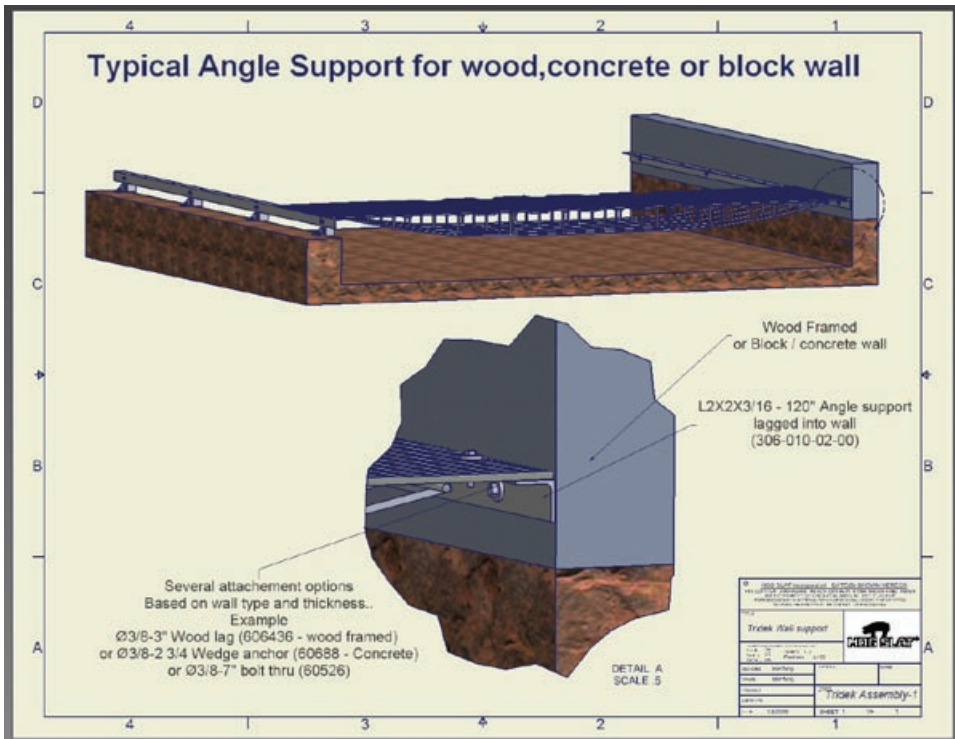 4 3 2 1
Typical Angle Support for wood,concrete or block wall
D D
C C
Wood Framed
or Block / concrete wall
L2X2X3/16 - 120" Angle support
lagged into wall
(306-010-02-00)
B B
Several attachement options
Based on wall type and thickness..
Example
Ø3/8-3" Wood lag (606436 - wood framed)
or Ø3/8-2 3/4 Wedge anchor (60688 - Concrete)
or Ø3/8-7" bolt thru (60526)
A A
DETAIL A
SCALE .5
Tridek Wall support
HOG SLAT
Tridek Assembly-1
SHEET 1
4 3 2 1